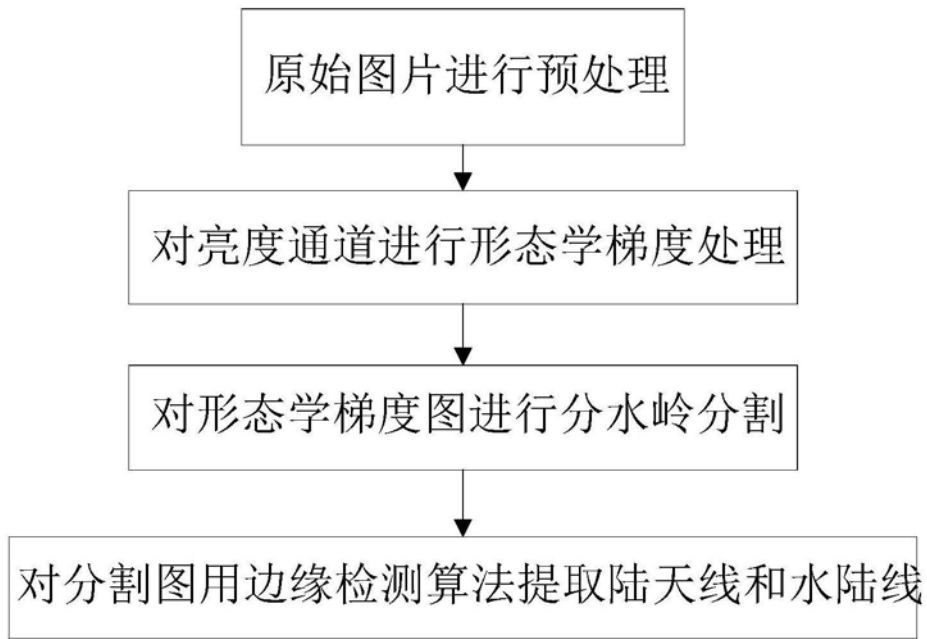 原始图片进行预处理
对亮度通道进行形态学梯度处理
对形态学梯度图进行分水岭分割
对分割图用边缘检测算法提取陆天线和水陆线